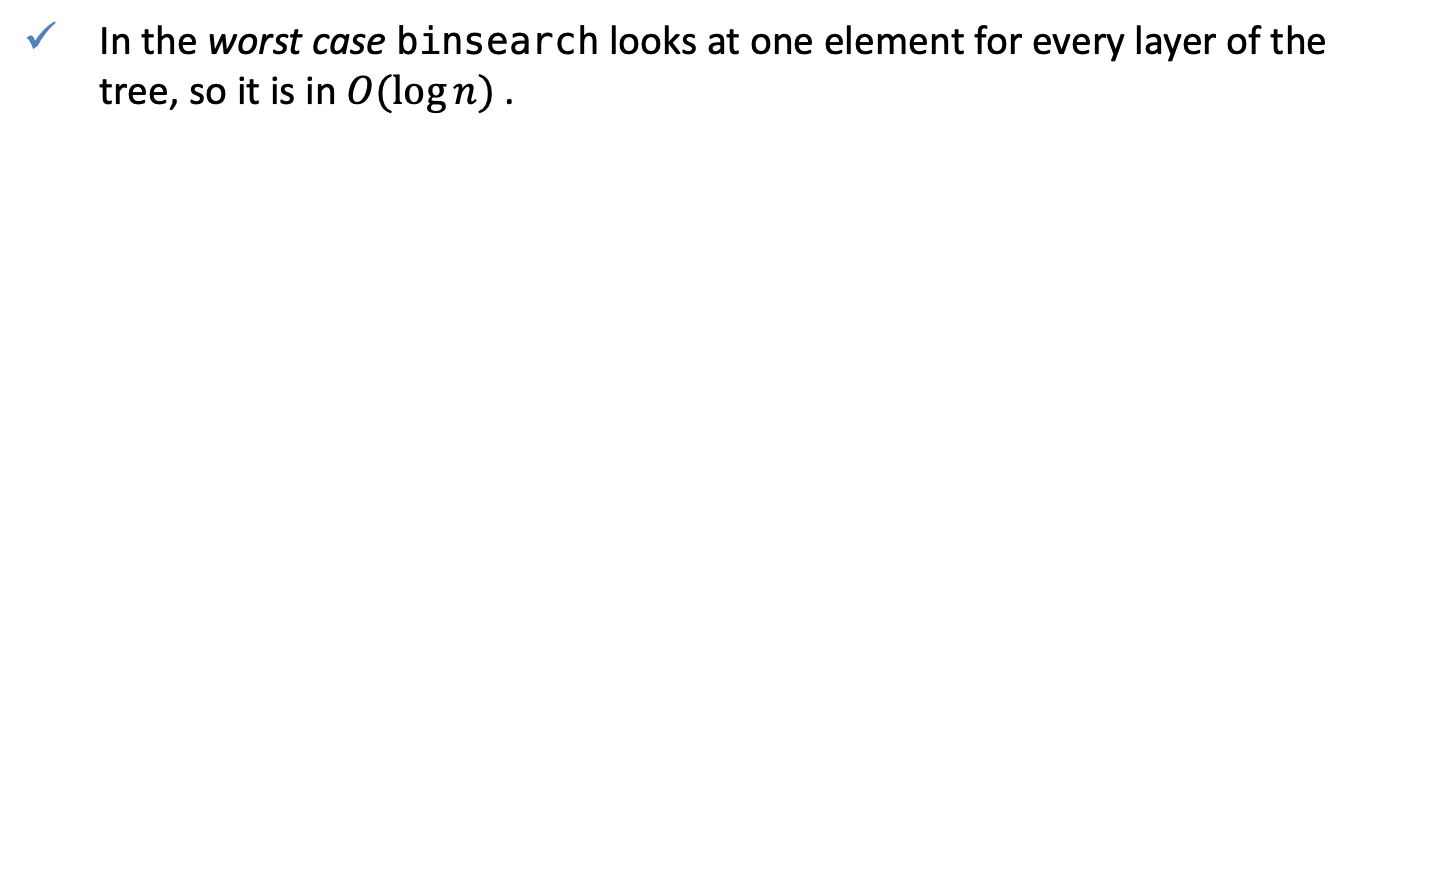 ✓ In the worst case binsearch looks at one element for every layer of the
tree, so it is in O(log n) .